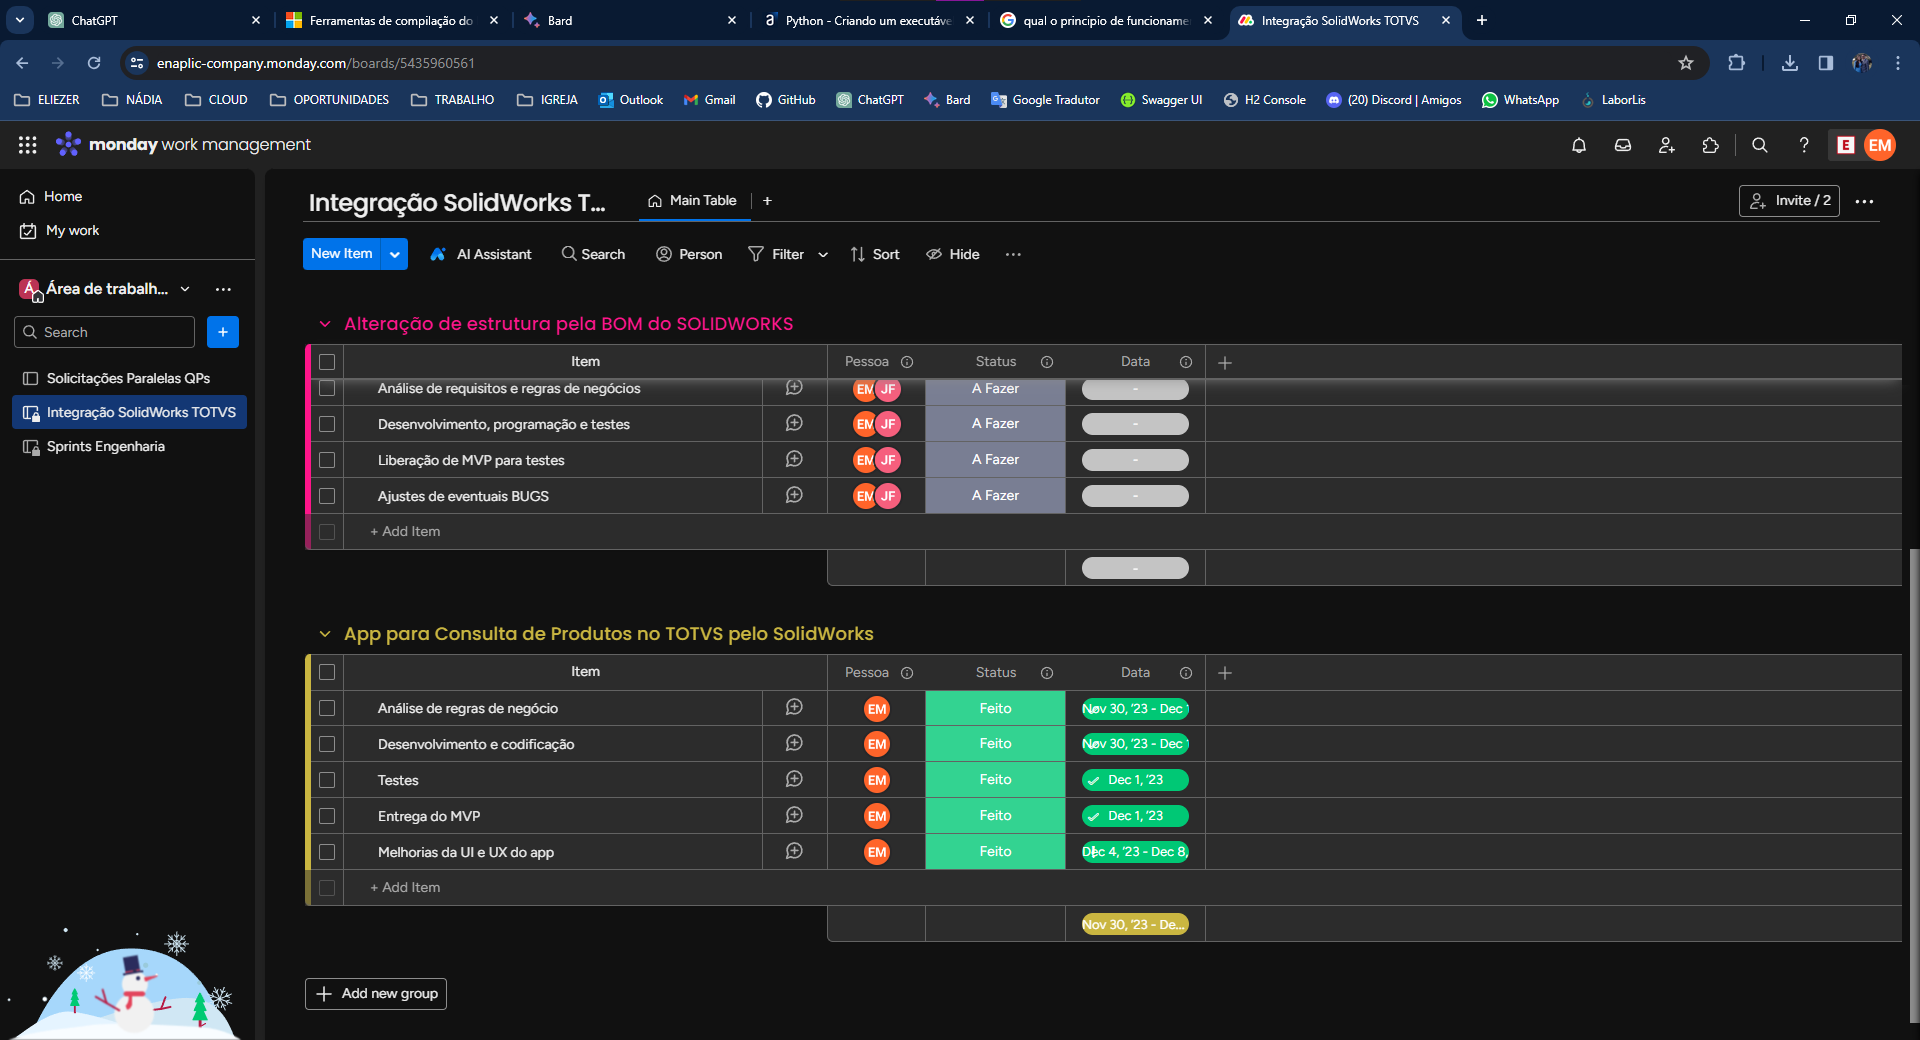 ChatGPT
Ferramentas de compilação do
Bard
Python - Criando um executáve
qual o principio de funcioname
Integração SolidWorks TOTVS
enaplic-company.monday.com/boards/5435960561
ELIEZER
NÁDIA
CLOUD
OPORTUNIDADES
TRABALHO
IGREJA
Outlook
Gmail
GitHub
ChatGPT
Bard
Google Tradutor
Swagger UI
H2 Console
(20) Discord | Amigos
WhatsApp
LaborLis
monday work management
E
EM
Home
My work
Á
Área de trabalh...
Search
Solicitações Paralelas QPs
Integração SolidWorks TOTVS
Sprints Engenharia
Integração SolidWorks T...
Main Table
Invite / 2
New Item
AI Assistant
Search
Person
Filter
Sort
Hide
Alteração de estrutura pela BOM do SOLIDWORKS
Item Pessoa Status Data
Análise de requisitos e regras de negócios EM JF A Fazer -
Desenvolvimento, programação e testes EM JF A Fazer -
Liberação de MVP para testes EM JF A Fazer -
Ajustes de eventuais BUGS EM JF A Fazer -
+ Add Item
-
App para Consulta de Produtos no TOTVS pelo SolidWorks
Item Pessoa Status Data
Análise de regras de negócio EM Feito Nov 30, '23 - Dec
Desenvolvimento e codificação EM Feito Nov 30, '23 - Dec
Testes EM Feito Dec 1, '23
Entrega do MVP EM Feito Dec 1, '23
Melhorias da UI e UX do app EM Feito Dec 4, '23 - Dec 8,
+ Add Item
Nov 30, '23 - De...
Add new group